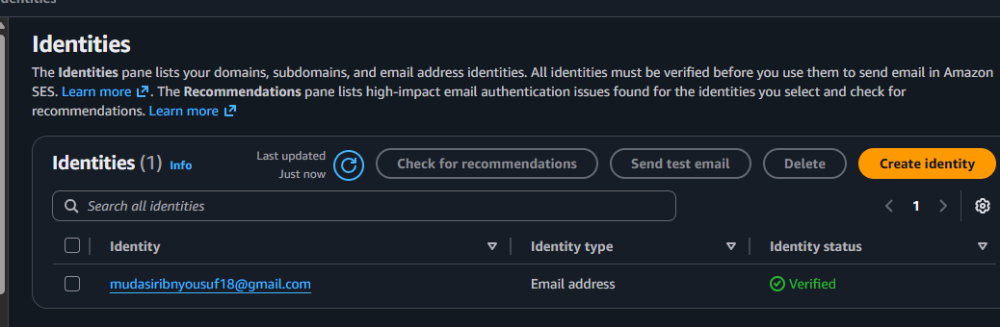 Identities
The Identities pane lists your domains, subdomains, and email address identities. All identities must be verified before you use them to send email in Amazon
SES. Learn more. The Recommendations pane lists high-impact email authentication issues found for the identities you select and check for
recommendations. Learn more
Identities (1) Info
Last updated
Just now
Check for recommendations
Send test email
Delete
Create identity
Search all identities
1
Identity Identity type Identity status
mudasiribnyousuf18@gmail.com Email address Verified